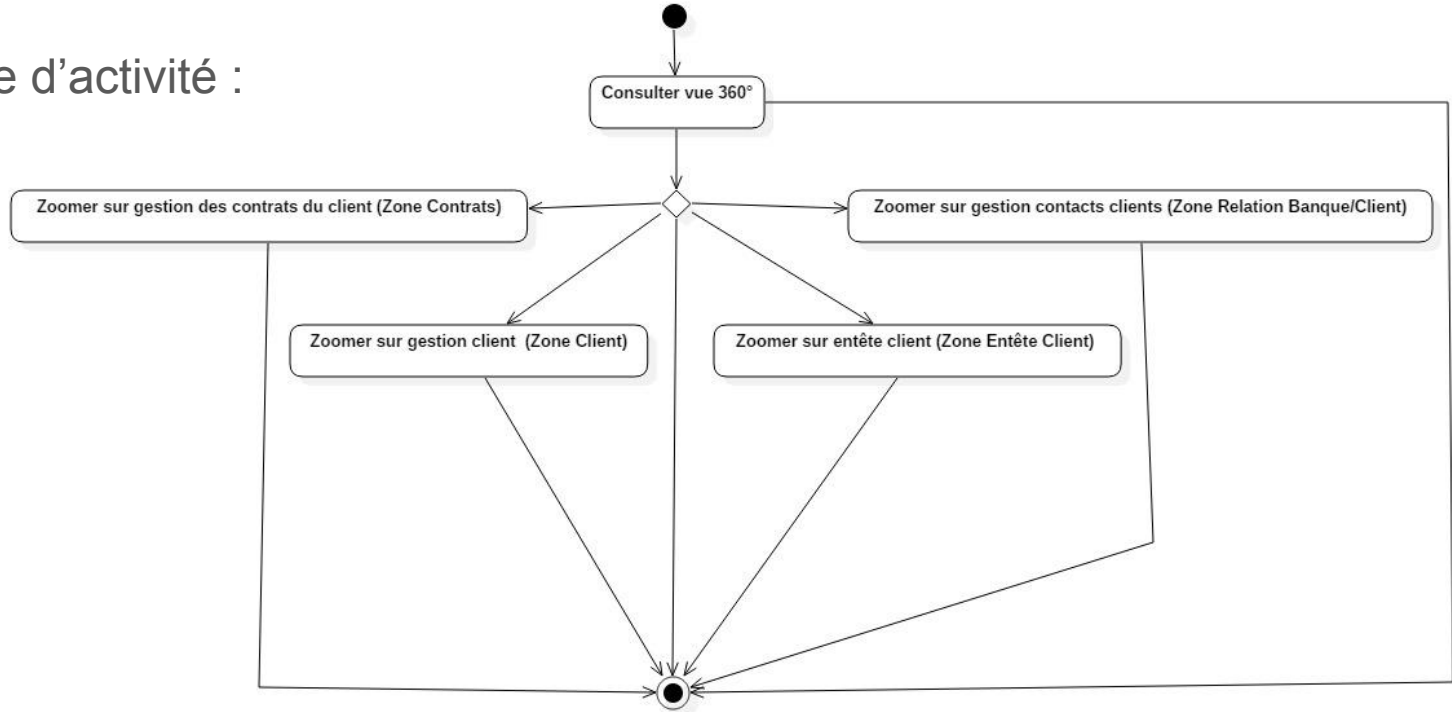 e d’activité :
Consulter vue 360°
Zoomer sur gestion des contrats du client (Zone Contrats)
Zoomer sur gestion contacts clients (Zone Relation Banque/Client)
Zoomer sur gestion client  (Zone Client)
Zoomer sur entête client (Zone Entête Client)